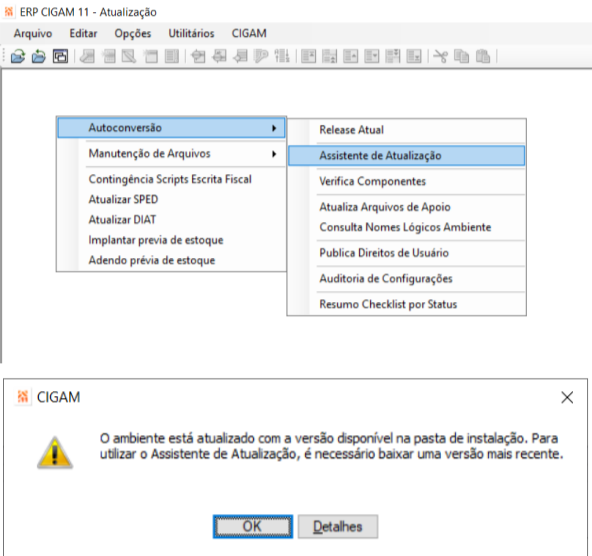 ERP CIGAM 11 - Atualização
Arquivo Editar Opções Utilitários CIGAM
Autoconversão
Manutenção de Arquivos
Contingência Scripts Escrita Fiscal
Atualizar SPED
Atualizar DIAT
Implantar previa de estoque
Adendo prévia de estoque
Release Atual
Assistente de Atualização
Verifica Componentes
Atualiza Arquivos de Apoio
Consulta Nomes Lógicos Ambiente
Publica Direitos de Usuário
Auditoria de Configurações
Resumo Checklist por Status
CIGAM
O ambiente está atualizado com a versão disponível na pasta de instalação. Para
utilizar o Assistente de Atualização, é necessário baixar uma versão mais recente.
OK Detalhes